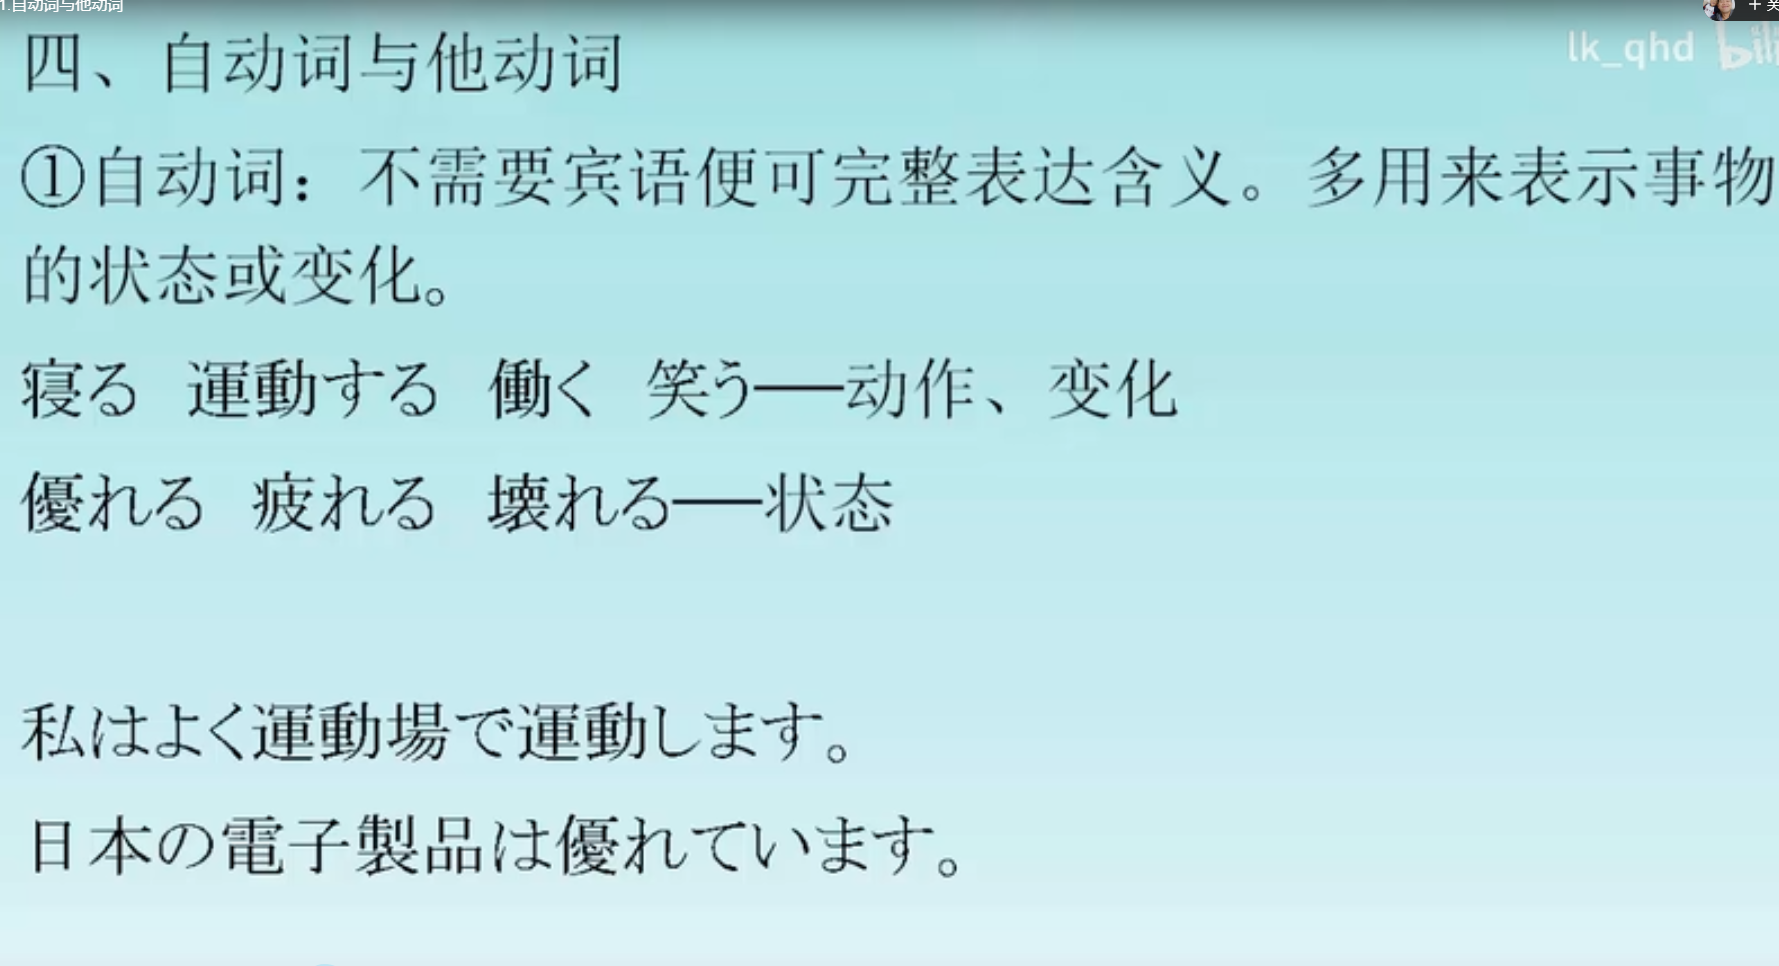 1.自动词与他动词
lk_qhd
四、自动词与他动词
①自动词：不需要宾语便可完整表达含义。多用来表示事物
的状态或变化。
寝る 運動する 働く 笑う——动作、变化
優れる 疲れる 壊れる——状态
私はよく運動場で運動します。
日本の電子製品は優れています。